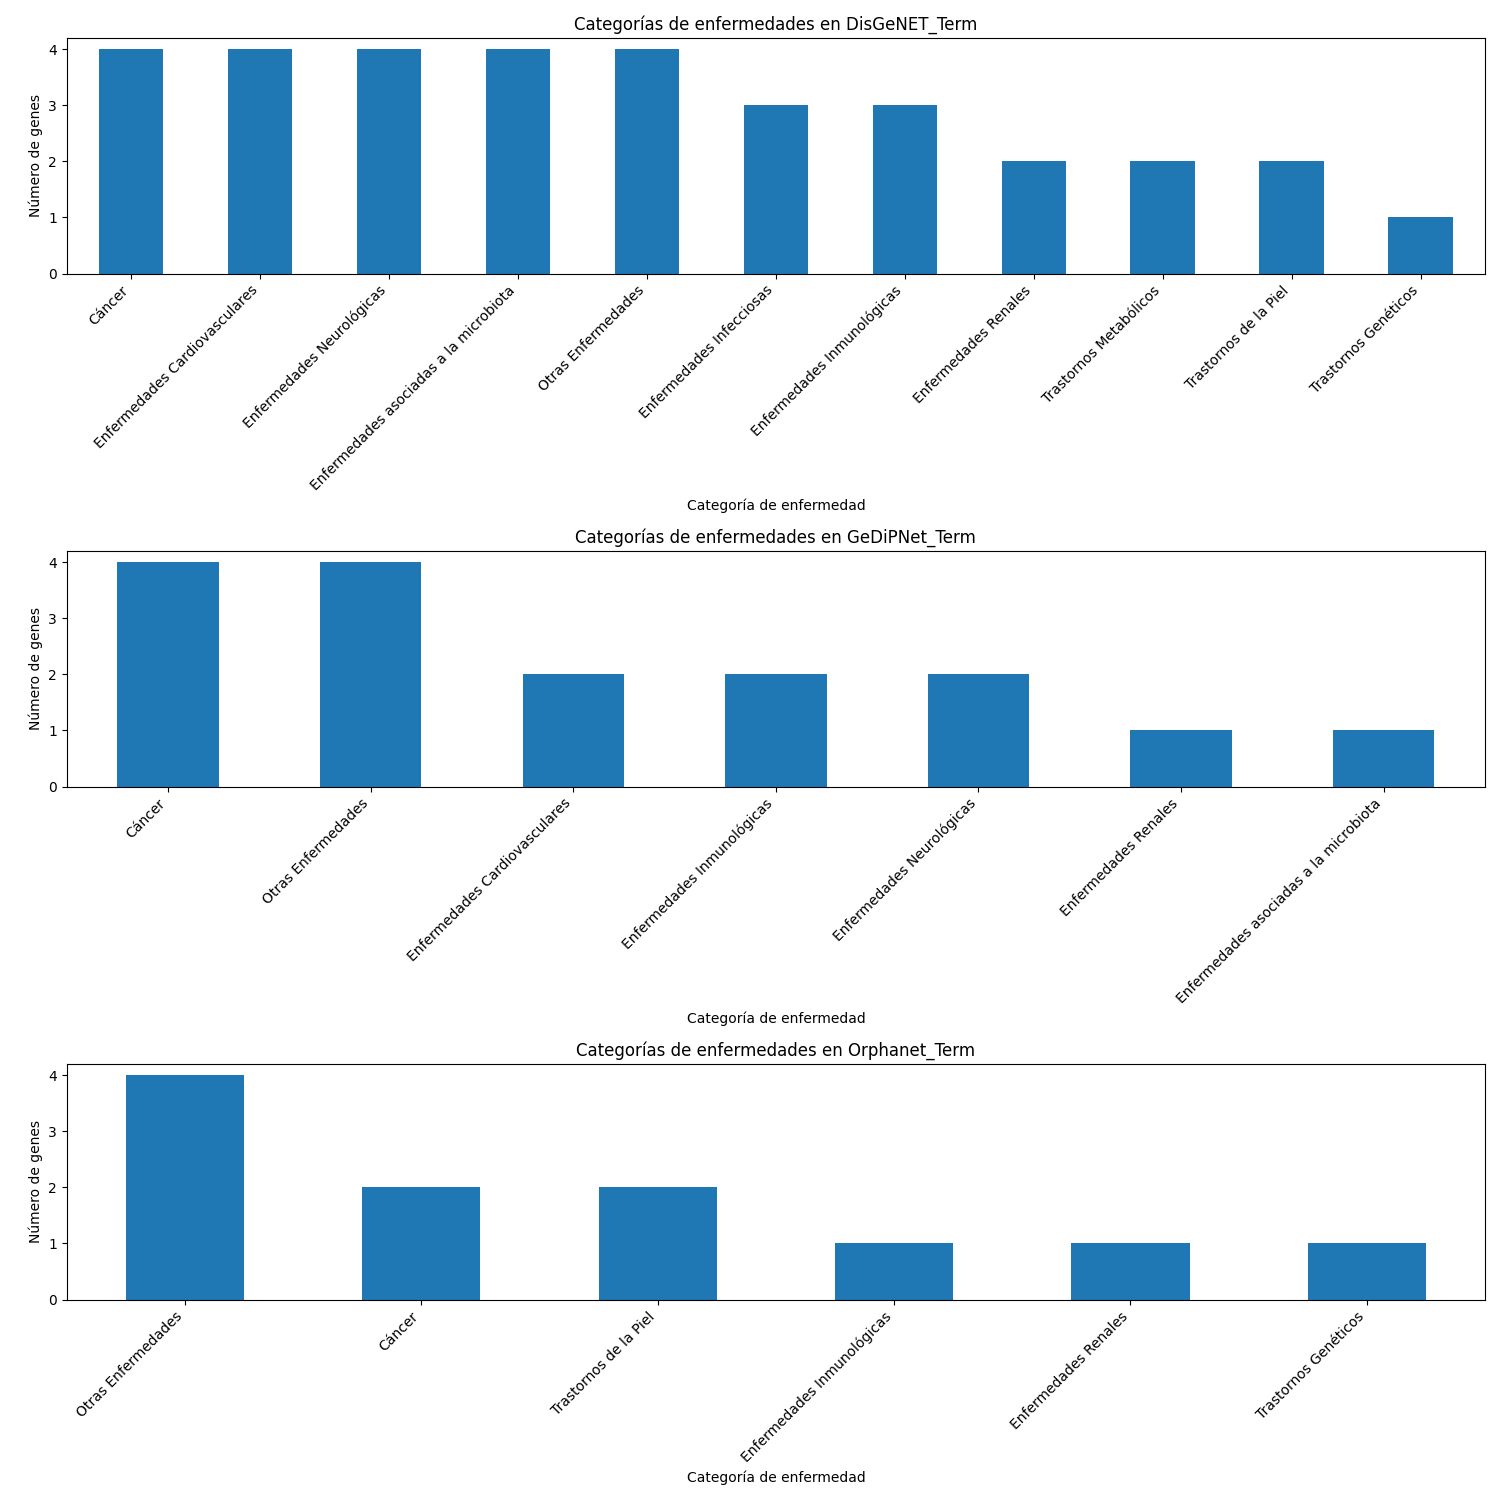 Categorías de enfermedades en DisGeNET_Term
Número de genes
4
3
2
1
0
Cáncer
Enfermedades Cardiovasculares
Enfermedades Neurológicas
Enfermedades asociadas a la microbiota
Otras Enfermedades
Enfermedades Infecciosas
Enfermedades Inmunológicas
Enfermedades Renales
Trastornos Metabólicos
Trastornos de la Piel
Trastornos Genéticos
Categoría de enfermedad
Categorías de enfermedades en GeDiPNet_Term
Número de genes
4
3
2
1
0
Cáncer
Otras Enfermedades
Enfermedades Cardiovasculares
Enfermedades Inmunológicas
Enfermedades Neurológicas
Enfermedades Renales
Enfermedades asociadas a la microbiota
Categoría de enfermedad
Categorías de enfermedades en Orphanet_Term
Número de genes
4
3
2
1
0
Otras Enfermedades
Cáncer
Trastornos de la Piel
Enfermedades Inmunológicas
Enfermedades Renales
Trastornos Genéticos
Categoría de enfermedad